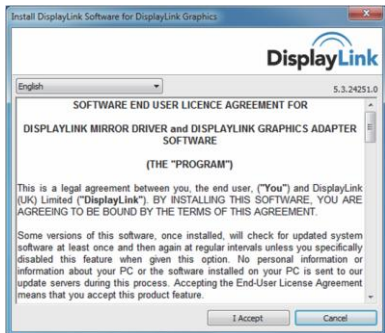 Install DisplayLink Software for DisplayLink Graphics
DisplayLink
English
5.3.24251.0
SOFTWARE END USER LICENCE AGREEMENT FOR
DISPLAYLINK MIRROR DRIVER and DISPLAYLINK GRAPHICS ADAPTER
SOFTWARE
(THE "PROGRAM")
This is a legal agreement between you, the end user, ("You") and DisplayLink
(UK) Limited ("DisplayLink"). BY INSTALLING THIS SOFTWARE, YOU ARE
AGREEING TO BE BOUND BY THE TERMS OF THIS AGREEMENT.
Some versions of this software, once installed, will check for updated system
software at least once and then again at regular intervals unless you specifically
disabled this feature when given this option. No personal information or
information about your PC or the software installed on your PC is sent to our
update servers during this process. Accepting the End-User License Agreement
means that you accept this product feature.
I Accept
Cancel